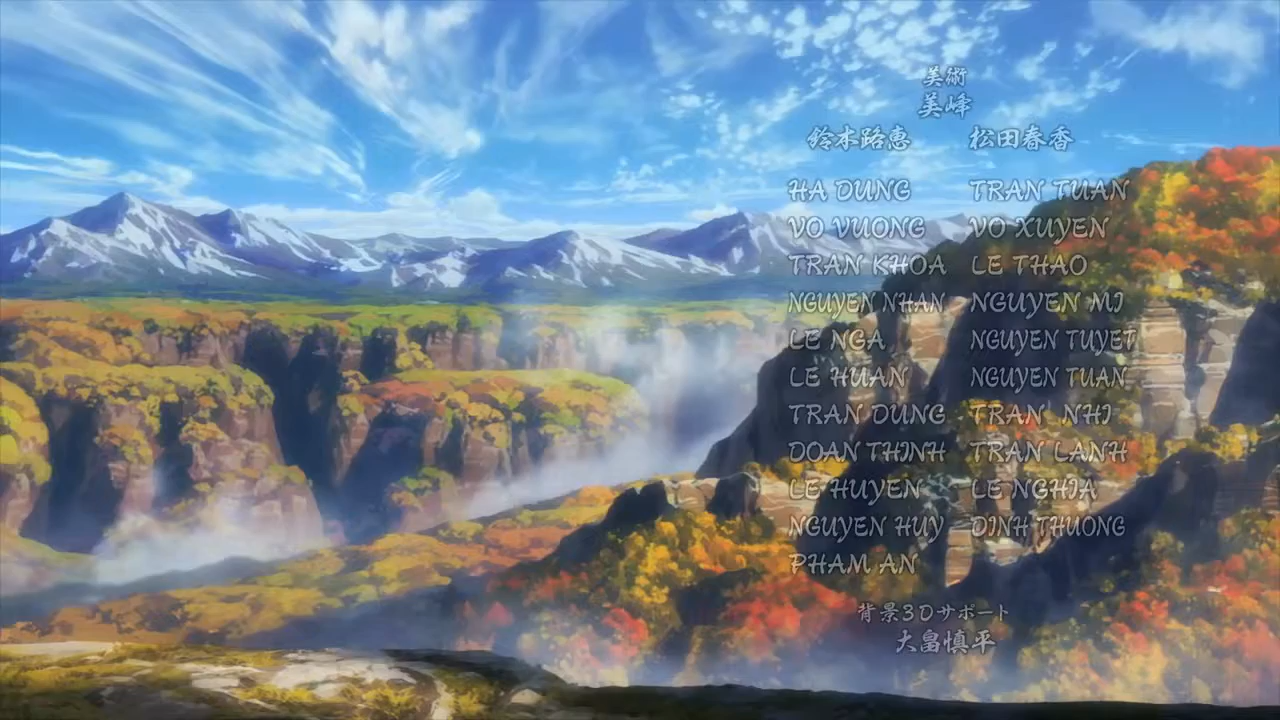 美術
美峰
鈴木路恵 松田春香
HA DUNG TRAN TUAN
VO VUONG VO XUYEN
TRAN KHOA LE THAO
NGUYEN NHAN NGUYEN MI
LE NGA NGUYEN TUYET
LE HUAN NGUYEN TUAN
TRAN DUNG TRAN NHI
DOAN THINH TRAN LANH
LE HUYEN LE NGHIA
NGUYEN HUY DINH THUONG
PHAM AN
背景3Dサポート
大畠慎平